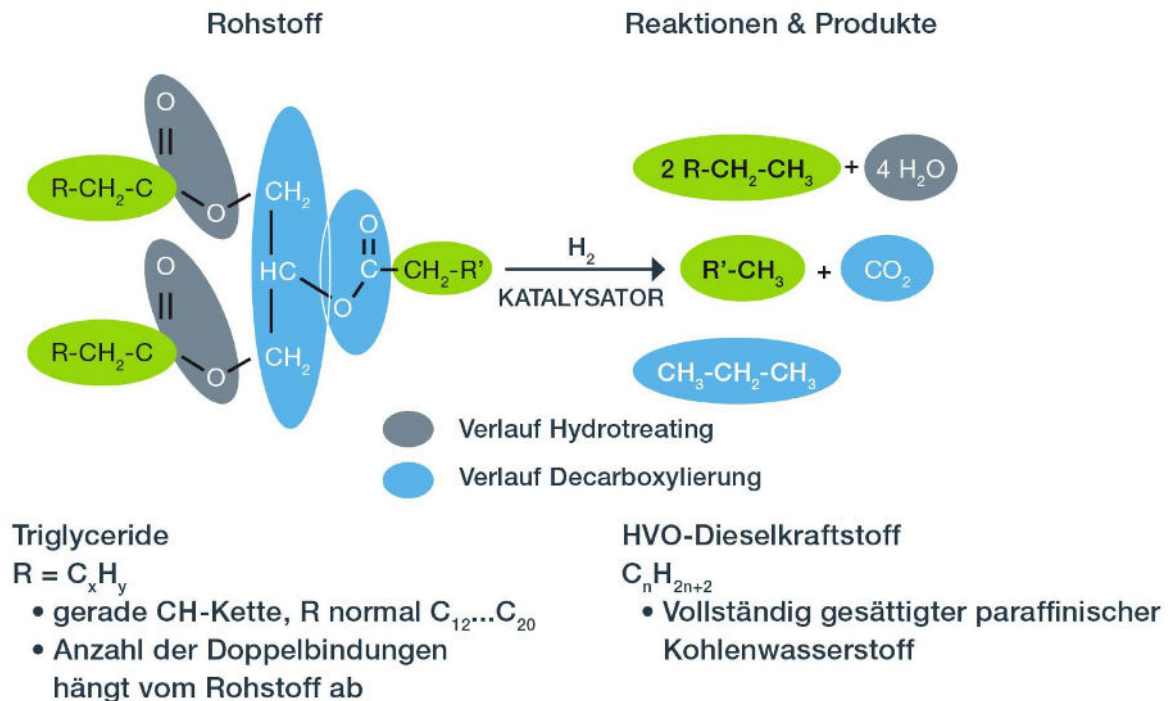 Rohstoff
Reaktionen & Produkte
O
||
R-CH₂-C
O
CH₂
O
||
R-CH₂-C
O
CH₂
HC
O
O
||
C
CH₂-R'
H₂
KATALYSATOR
2 R-CH₂-CH₃ + 4 H₂O
R'-CH₃ + CO₂
CH₃-CH₂-CH₃
Verlauf Hydrotreating
Verlauf Decarboxylierung
Triglyceride
R = CₓHᵧ
• gerade CH-Kette, R normal C₁₂...C₂₀
• Anzahl der Doppelbindungen
hängt vom Rohstoff ab
HVO-Dieselkraftstoff
CₙH₂ₙ₊₂
• Vollständig gesättigter paraffinischer
Kohlenwasserstoff